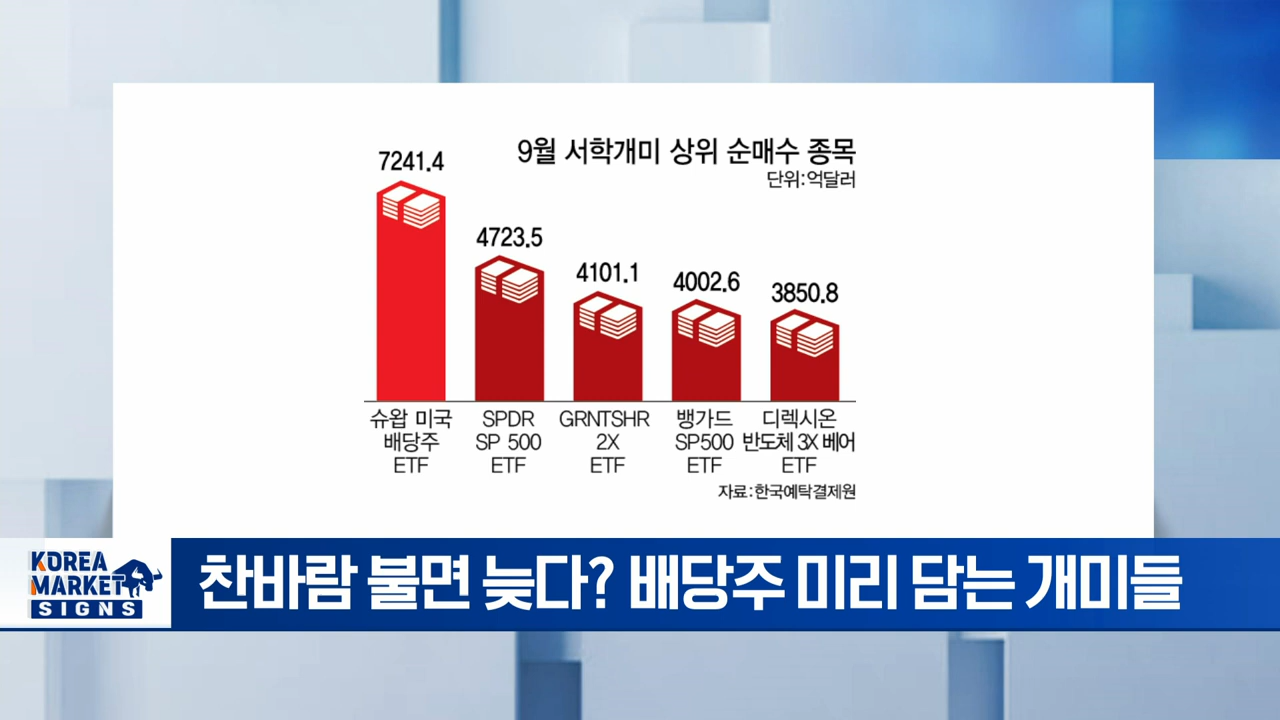 9월 서학개미 상위 순매수 종목
단위:억달러
7241.4
4723.5
4101.1
4002.6
3850.8
슈왑 미국
배당주
ETF
SPDR
SP 500
ETF
GRNTSHR
2X
ETF
뱅가드
SP500
ETF
디렉시온
반도체 3X 베어
ETF
자료:한국예탁결제원
KOREA
MARKET
SIGNS
찬바람 불면 늦다? 배당주 미리 담는 개미들